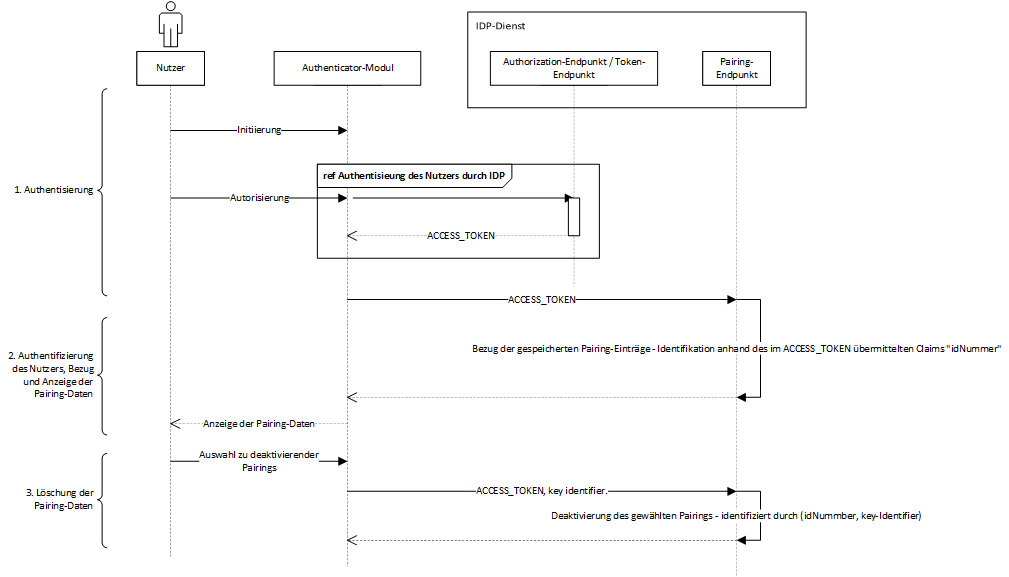 IDP-Dienst
Nutzer
Authenticator-Modul
Authorization-Endpunkt / Token-
Endpunkt
Pairing-
Endpunkt
Initiierung
ref Authentisieung des Nutzers durch IDP
1. Authentisierung
Autorisierung
ACCESS_TOKEN
ACCESS_TOKEN
Bezug der gespeicherten Pairing-Einträge - Identifikation anhand des im ACCESS_TOKEN übermittelten Claims "idNummer"
2. Authentifizierung
des Nutzers, Bezug
und Anzeige der
Pairing-Daten
Anzeige der Pairing-Daten
Auswahl zu deaktivierender
Pairings
3. Löschung der
Pairing-Daten
ACCESS_TOKEN, key identifier.
Deaktivierung des gewählten Pairings - identifiziert durch (idNummber, key-Identifier)